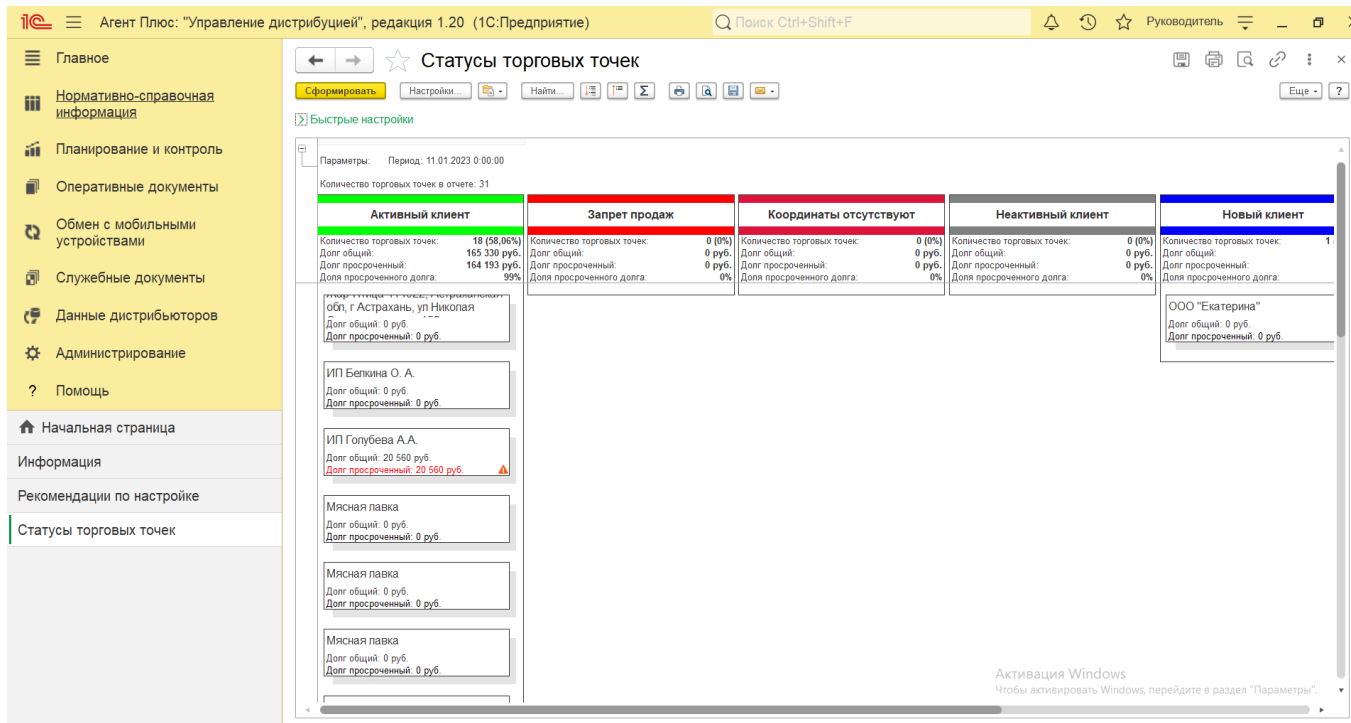 1С Агент Плюс: "Управление дистрибуцией", редакция 1.20 (1С:Предприятие) Поиск Ctrl+Shift+F Руководитель
Главное
Нормативно-справочная
информация
Планирование и контроль
Оперативные документы
Обмен с мобильными
устройствами
Служебные документы
Данные дистрибьюторов
Администрирование
? Помощь
Начальная страница
Информация
Рекомендации по настройке
Статусы торговых точек
Статусы торговых точек
Сформировать Настройки... Найти... Σ Еще ?
Быстрые настройки
Параметры: Период: 11.01.2023 0:00:00
Количество торговых точек в отчете: 31
Активный клиент Запрет продаж Координаты отсутствуют Неактивный клиент Новый клиент
Количество торговых точек: 18 (58,06%) Количество торговых точек: 0 (0%) Количество торговых точек: 0 (0%) Количество торговых точек: 0 (0%) Количество торговых точек: 1
Долг общий: 165 330 руб. Долг общий: 0 руб. Долг общий: 0 руб. Долг общий: 0 руб. Долг общий:
Долг просроченный: 164 193 руб. Долг просроченный: 0 руб. Долг просроченный: 0 руб. Долг просроченный: 0 руб. Долг просроченный:
Доля просроченного долга: 99% Доля просроченного долга: 0% Доля просроченного долга: 0% Доля просроченного долга: 0% Доля просроченного долга:
обл, г Астрахань, ул Николая
Долг общий: 0 руб.
Долг просроченный: 0 руб.
ООО "Екатерина"
Долг общий: 0 руб.
Долг просроченный: 0 руб.
ИП Белкина О. А.
Долг общий: 0 руб.
Долг просроченный: 0 руб.
ИП Голубева А.А.
Долг общий: 20 560 руб.
Долг просроченный: 20 560 руб.
Мясная лавка
Долг общий: 0 руб.
Долг просроченный: 0 руб.
Мясная лавка
Долг общий: 0 руб.
Долг просроченный: 0 руб.
Мясная лавка
Долг общий: 0 руб.
Долг просроченный: 0 руб.
Активация Windows
Чтобы активировать Windows, перейдите в раздел "Параметры".